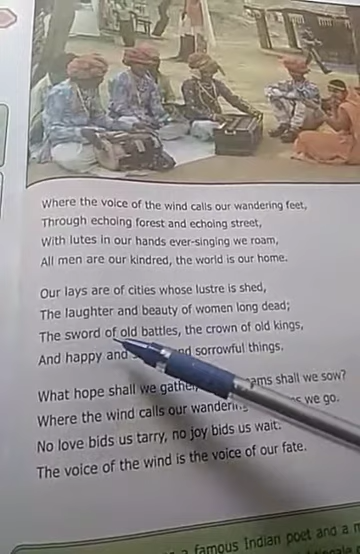 Where the voice of the wind calls our wandering feet,
Through echoing forest and echoing street,
With lutes in our hands ever-singing we roam,
All men are our kindred, the world is our home.
Our lays are of cities whose lustre is shed,
The laughter and beauty of women long dead;
The sword of old battles, the crown of old kings,
And happy and sorrowful things.
What hope shall we gather, shall we sow?
Where the wind calls our we go.
No love bids us tarry, no joy bids us wait:
The voice of the wind is the voice of our fate.
a famous Indian poet and a